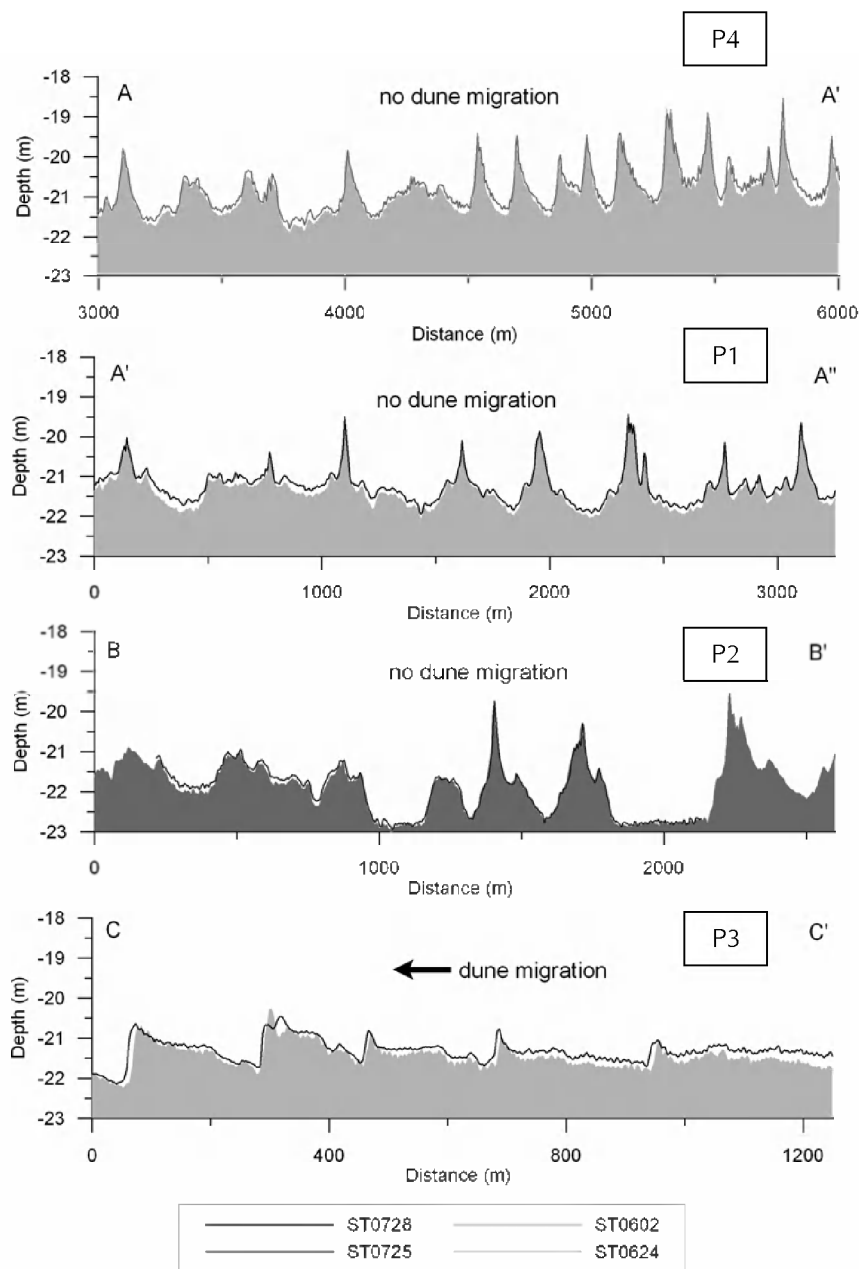 P4
-18
A
no dune migration
A'
-19
-20
-21
-22
-23
Depth (m)
3000 4000 5000 6000
Distance (m)
P1
-18
A'
no dune migration
A"
-19
-20
-21
-22
-23
Depth (m)
0 1000 2000 3000
Distance (m)
-18
B
P2
B'
no dune migration
-19
-20
-21
-22
-23
Depth (m)
0 1000 2000
Distance (m)
-18
C
P3
C'
dune migration
-19
-20
-21
-22
-23
Depth (m)
0 400 800 1200
Distance (m)
ST0728 ST0602
ST0725 ST0624